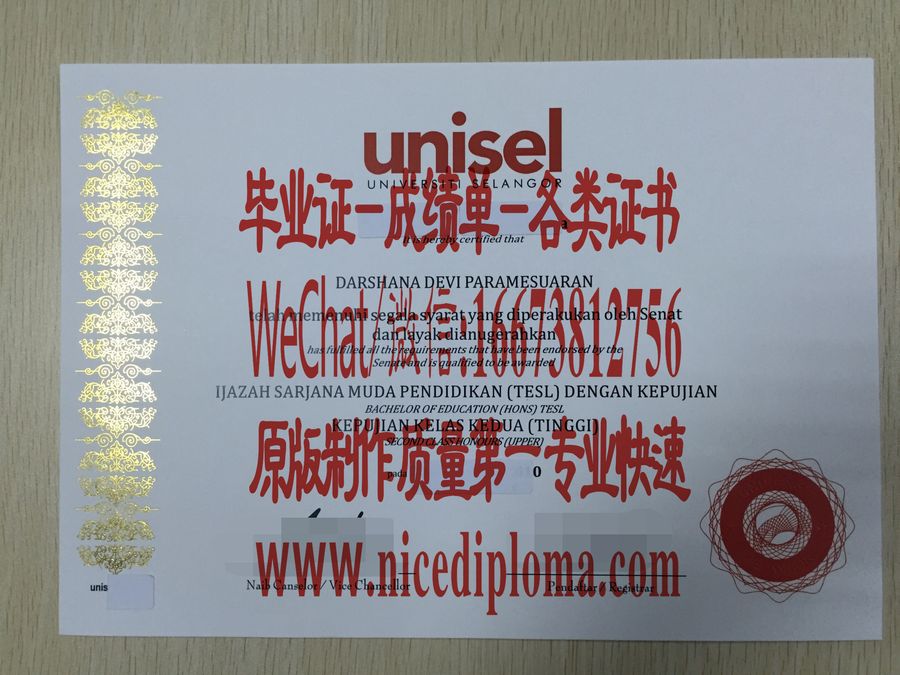 unisel
UNIVERSITI SELANGOR
毕业证一成绩单一各类证书
It is hereby certified that
DARSHANA DEVI PARAMESUARAN
WeChat/微信:16673812756
telah memenuhi segala syarat yang diperakukan oleh Senat
dan layak dianugerahkan
has fulfilled all the requirements that have been endorsed by the
Senate and is qualified to be awarded
IJAZAH SARJANA MUDA PENDIDIKAN (TESL) DENGAN KEPUJIAN
BACHELOR OF EDUCATION (HONS) TESL
KEPUJIAN KELAS KEDUA (TINGGI)
SECOND CLASS HONOURS (UPPER)
原版制作质量第一专业快速
pada 0
www.nicediploma.com
Naib Canselor / Vice Chancellor
Pendaftar / Registrar
unis